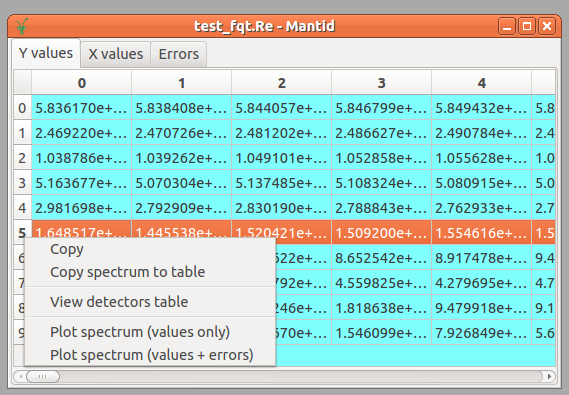 test_fqt.Re - Mantid
Y values X values Errors
0 1 2 3 4
0 5.836170e+... 5.838408e+... 5.844057e+... 5.846799e+... 5.849432e+... 5.8
1 2.469220e+... 2.470726e+... 2.481202e+... 2.486627e+... 2.490784e+... 2.4
2 1.038786e+... 1.039262e+... 1.049101e+... 1.052858e+... 1.055628e+... 1.0
3 5.163677e+... 5.070304e+... 5.137485e+... 5.108324e+... 5.080915e+... 5.0
4 2.981698e+... 2.792909e+... 2.830190e+... 2.788843e+... 2.762933e+... 2.7
5 1.648517e+... 1.445538e+... 1.520421e+... 1.509200e+... 1.554616e+... 1.5
Copy
Copy spectrum to table
View detectors table
Plot spectrum (values only)
Plot spectrum (values + errors)
6 622e+... 8.652542e+... 8.917478e+... 9.4
7 792e+... 4.559825e+... 4.279695e+... 4.7
8 246e+... 1.818638e+... 9.479918e+... 9.1
9 670e+... 1.546099e+... 7.926849e+... 5.6